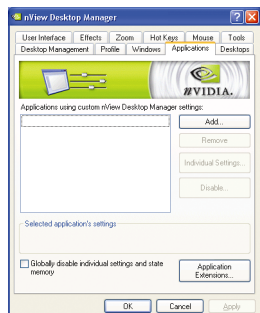 nView Desktop Manager
User Interface Effects Zoom Hot Keys Mouse Tools
Desktop Management Profile Windows Applications Desktops
nVIDIA.
Applications using custom nView Desktop Manager settings:
Add...
Remove
Individual Settings...
Disable...
Selected application's settings
Globally disable individual settings and state
memory
Application
Extensions...
OK Cancel Apply